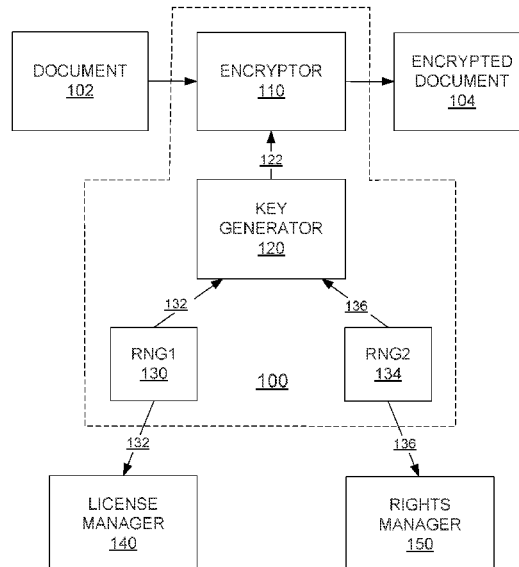 DOCUMENT
102
ENCRYPTOR
110
ENCRYPTED
DOCUMENT
104
122
KEY
GENERATOR
120
132
136
RNG1
130
100
RNG2
134
132
136
LICENSE
MANAGER
140
RIGHTS
MANAGER
150